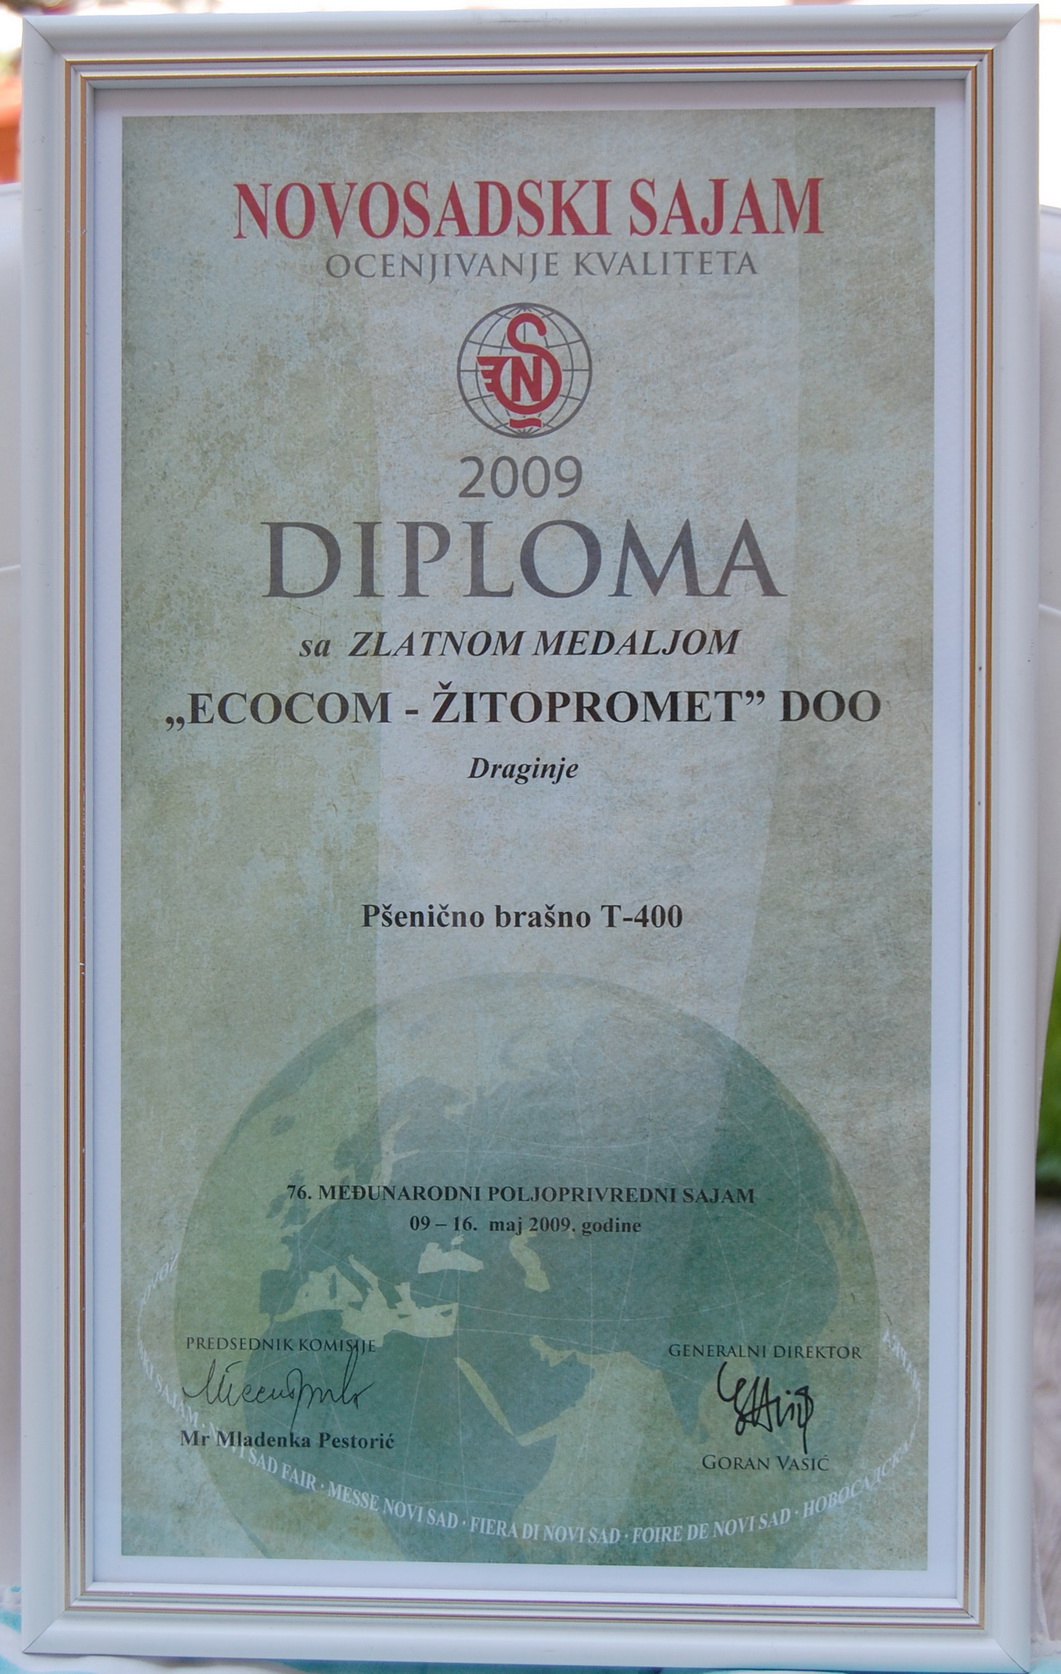 NOVOSADSKI SAJAM
OCENJIVANJE KVALITETA
N
2009
DIPLOMA
sa ZLATNOM MEDALJOM
„ECOCOM - ŽITOPROMET” DOO
Draginje
Pšenično brašno T-400
76. MEĐUNARODNI POLJOPRIVREDNI SAJAM
09 – 16. maj 2009. godine
PREDSEDNIK KOMISIJE
Mr Mladenka Pestorić
GENERALNI DIREKTOR
GORAN VASIĆ
SAJAM · NOVI SAD FAIR · MESSE NOVI SAD · FIERA DI NOVI SAD · FOIRE DE NOVI SAD ·